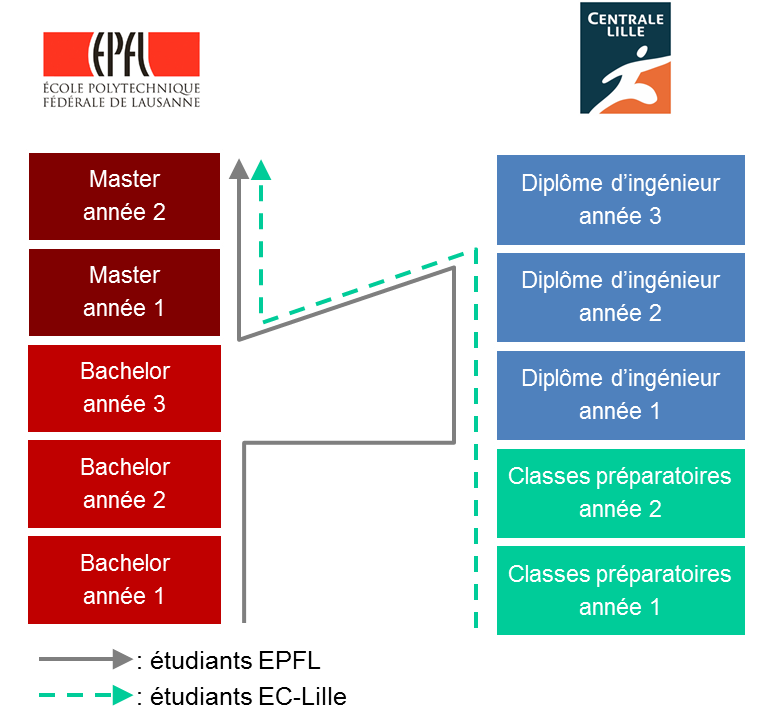 EPFL
ÉCOLE POLYTECHNIQUE
FÉDÉRALE DE LAUSANNE
CENTRALE
LILLE
Master
année 2
Master
année 1
Bachelor
année 3
Bachelor
année 2
Bachelor
année 1
Diplôme d’ingénieur
année 3
Diplôme d’ingénieur
année 2
Diplôme d’ingénieur
année 1
Classes préparatoires
année 2
Classes préparatoires
année 1
: étudiants EPFL
: étudiants EC-Lille